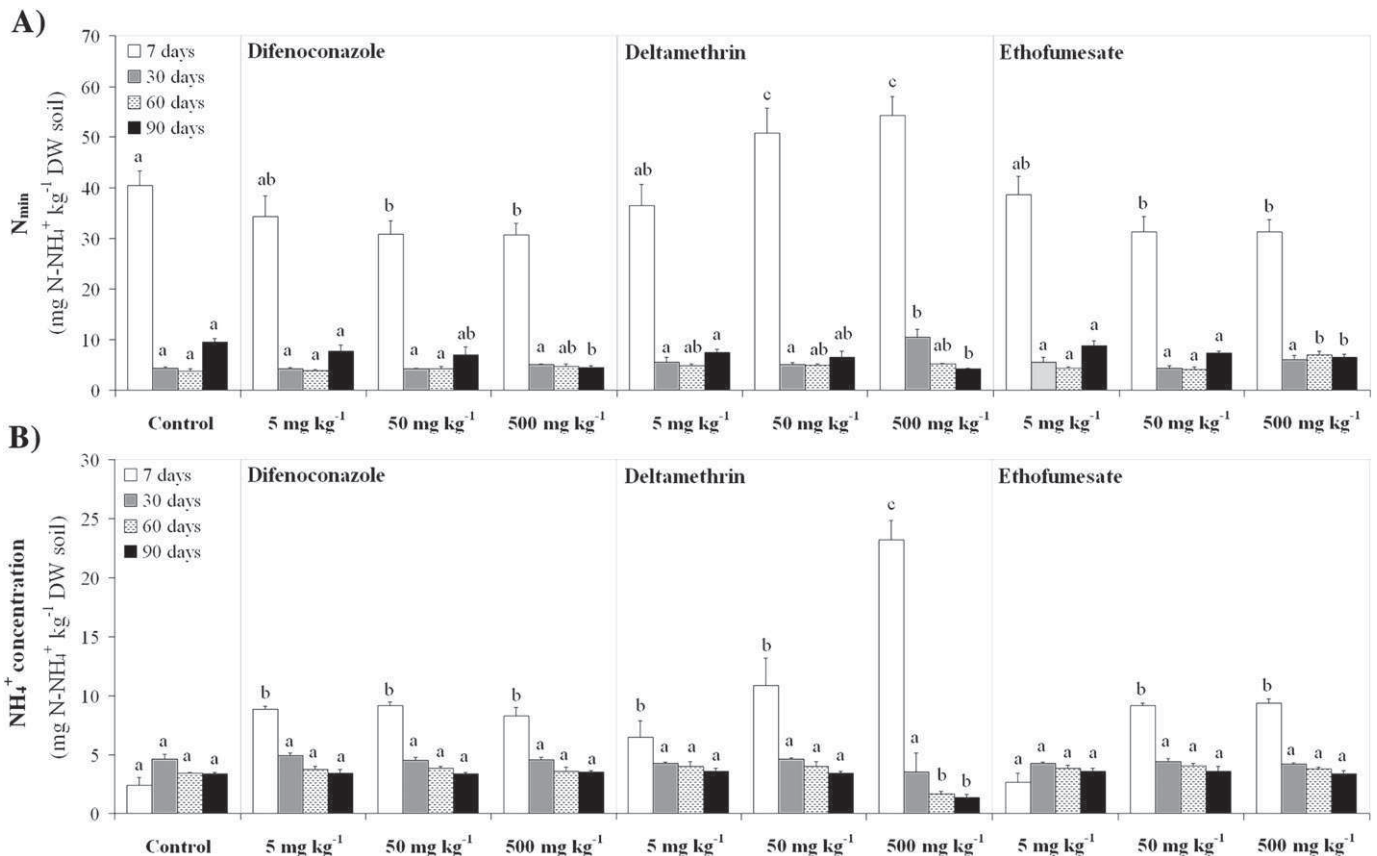 A)
70
60
50
40
30
20
10
0
N_min
(mg N-NH₄⁺ kg⁻¹ DW soil)
7 days
30 days
60 days
90 days
Difenoconazole
Deltamethrin
Ethofumesate
a a a a
ab a a a
b a a ab
b a ab b
ab a ab a
c a ab ab
c b ab b
ab a a a
b a a a
b a b b
Control 5 mg kg⁻¹ 50 mg kg⁻¹ 500 mg kg⁻¹ 5 mg kg⁻¹ 50 mg kg⁻¹ 500 mg kg⁻¹ 5 mg kg⁻¹ 50 mg kg⁻¹ 500 mg kg⁻¹
B)
30
25
20
15
10
5
0
NH₄⁺ concentration
(mg N-NH₄⁺ kg⁻¹ DW soil)
7 days
30 days
60 days
90 days
Difenoconazole
Deltamethrin
Ethofumesate
a a a a
b a a a
b a a a
b a a a
b a a a
b a a a
c a b b
a a a a
b a a a
b a a a
Control 5 mg kg⁻¹ 50 mg kg⁻¹ 500 mg kg⁻¹ 5 mg kg⁻¹ 50 mg kg⁻¹ 500 mg kg⁻¹ 5 mg kg⁻¹ 50 mg kg⁻¹ 500 mg kg⁻¹